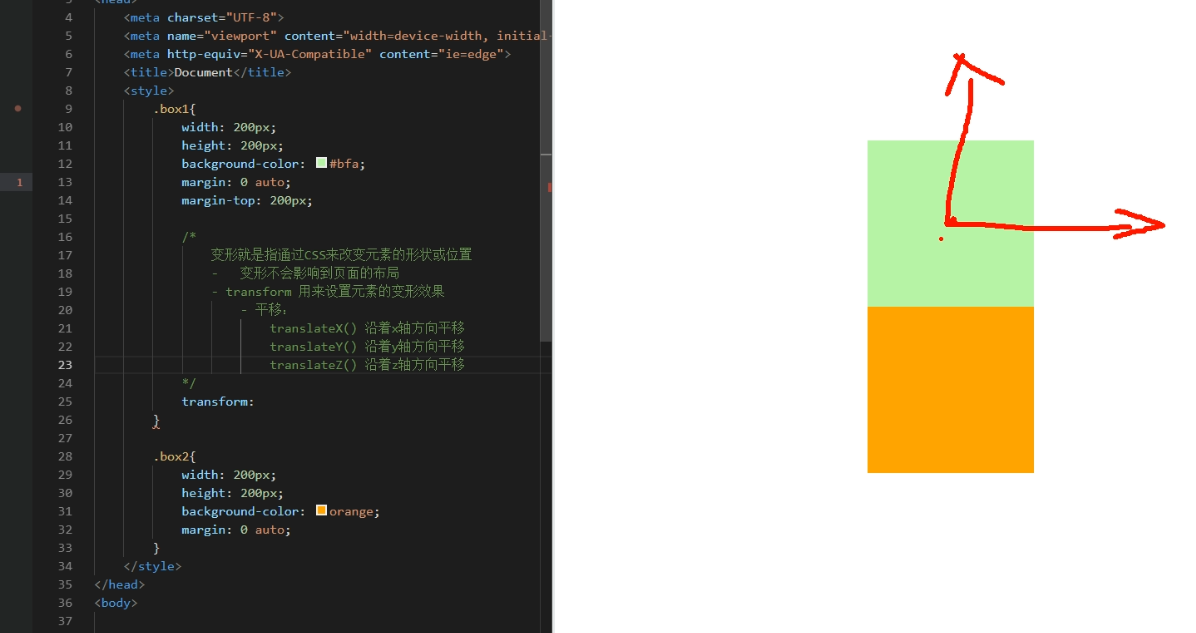 3 <head>
4 <meta charset="UTF-8">
5 <meta name="viewport" content="width=device-width, initial-
6 <meta http-equiv="X-UA-Compatible" content="ie=edge">
7 <title>Document</title>
8 <style>
9 .box1{
10 width: 200px;
11 height: 200px;
12 background-color: #bfa;
1 13 margin: 0 auto;
14 margin-top: 200px;
15
16 /*
17 变形就是指通过CSS来改变元素的形状或位置
18 - 变形不会影响到页面的布局
19 - transform 用来设置元素的变形效果
20 - 平移:
21 translateX() 沿着x轴方向平移
22 translateY() 沿着y轴方向平移
23 translateZ() 沿着z轴方向平移
24 */
25 transform:
26 }
27
28 .box2{
29 width: 200px;
30 height: 200px;
31 background-color: orange;
32 margin: 0 auto;
33 }
34 </style>
35 </head>
36 <body>
37